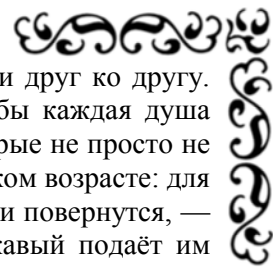 и друг ко другу.
бы каждая душа
рые не просто не
ком возрасте: для
и повернутся, —
кавый подаёт им